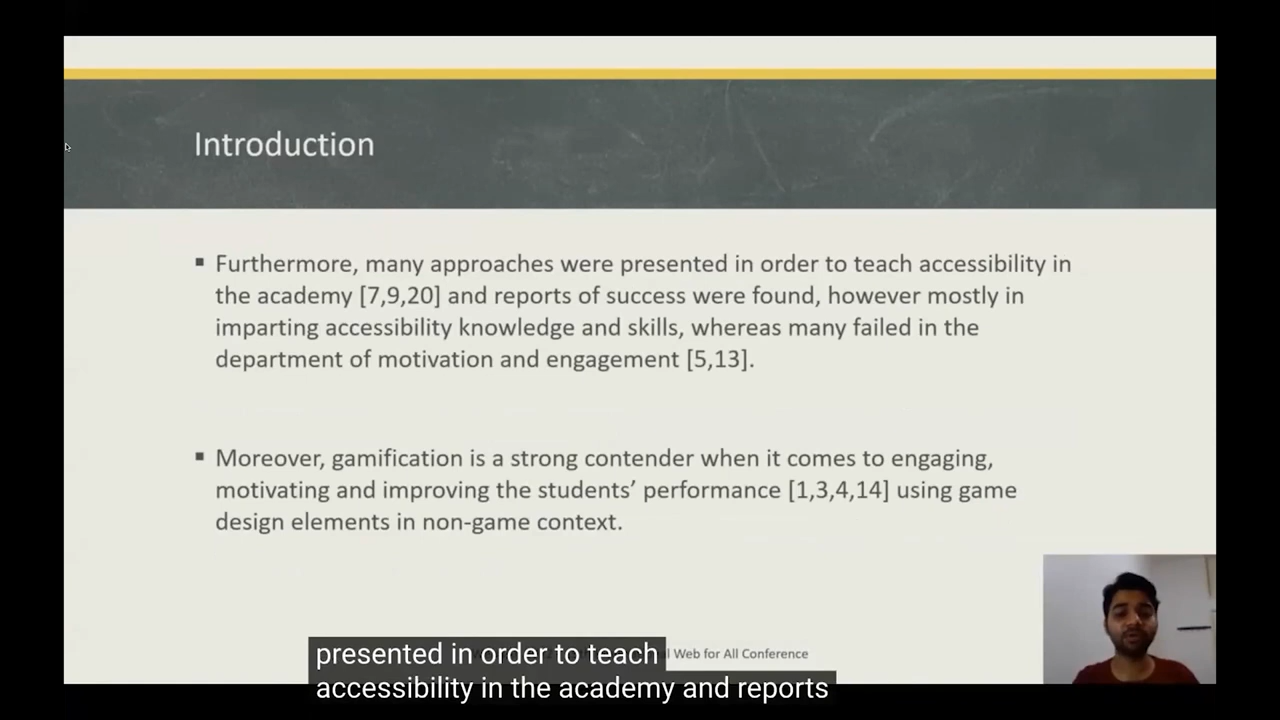 Introduction
▪ Furthermore, many approaches were presented in order to teach accessibility in
the academy [7,9,20] and reports of success were found, however mostly in
imparting accessibility knowledge and skills, whereas many failed in the
department of motivation and engagement [5,13].
▪ Moreover, gamification is a strong contender when it comes to engaging,
motivating and improving the students’ performance [1,3,4,14] using game
design elements in non-game context.
presented in order to teach
Web for All Conference
accessibility in the academy and reports